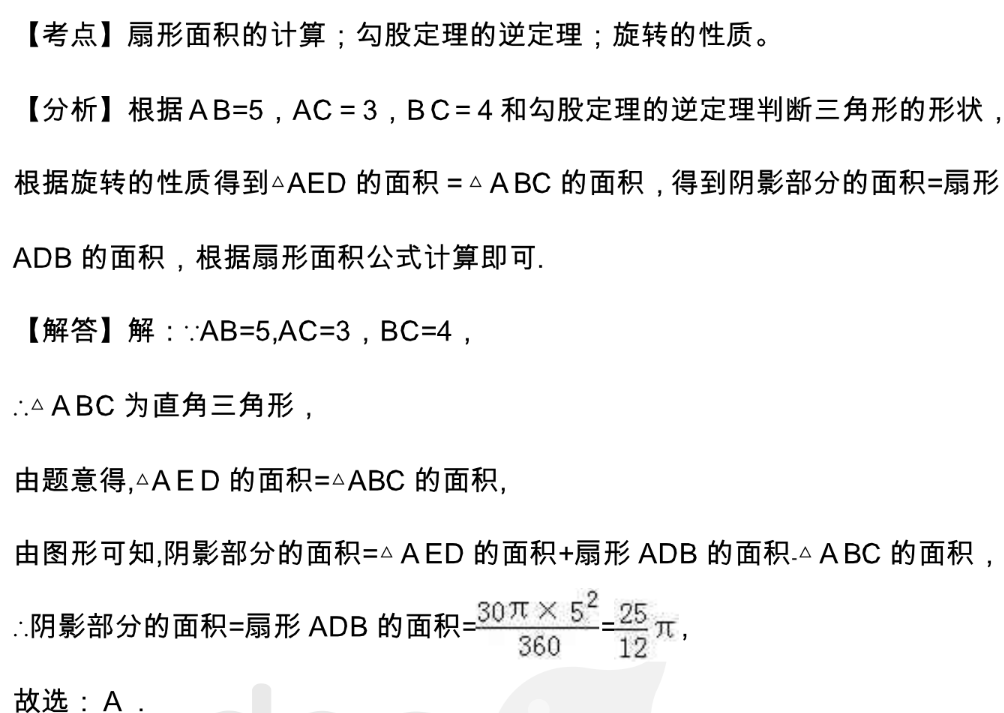 【考点】扇形面积的计算；勾股定理的逆定理；旋转的性质。
【分析】根据AB=5，AC=3，BC=4和勾股定理的逆定理判断三角形的形状，
根据旋转的性质得到△AED的面积=△ABC的面积，得到阴影部分的面积=扇形
ADB的面积，根据扇形面积公式计算即可.
【解答】解：∵AB=5,AC=3，BC=4，
∴△ABC为直角三角形，
由题意得,△AED的面积=△ABC的面积,
由图形可知,阴影部分的面积=△AED的面积+扇形ADB的面积-△ABC的面积，
∴阴影部分的面积=扇形ADB的面积=\frac{30π×5^2}{360}=\frac{25}{12}π,
故选：A．